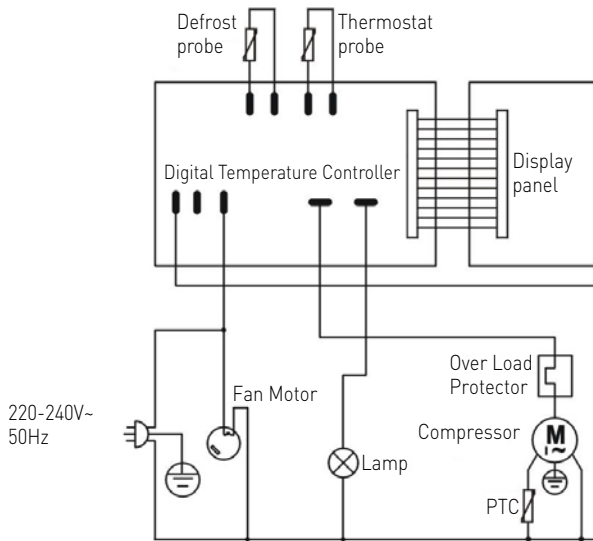 Defrost
probe
Thermostat
probe
Digital Temperature Controller
Display
panel
Over Load
Protector
220-240V~
50Hz
Fan Motor
Compressor
M
1~
Lamp
PTC